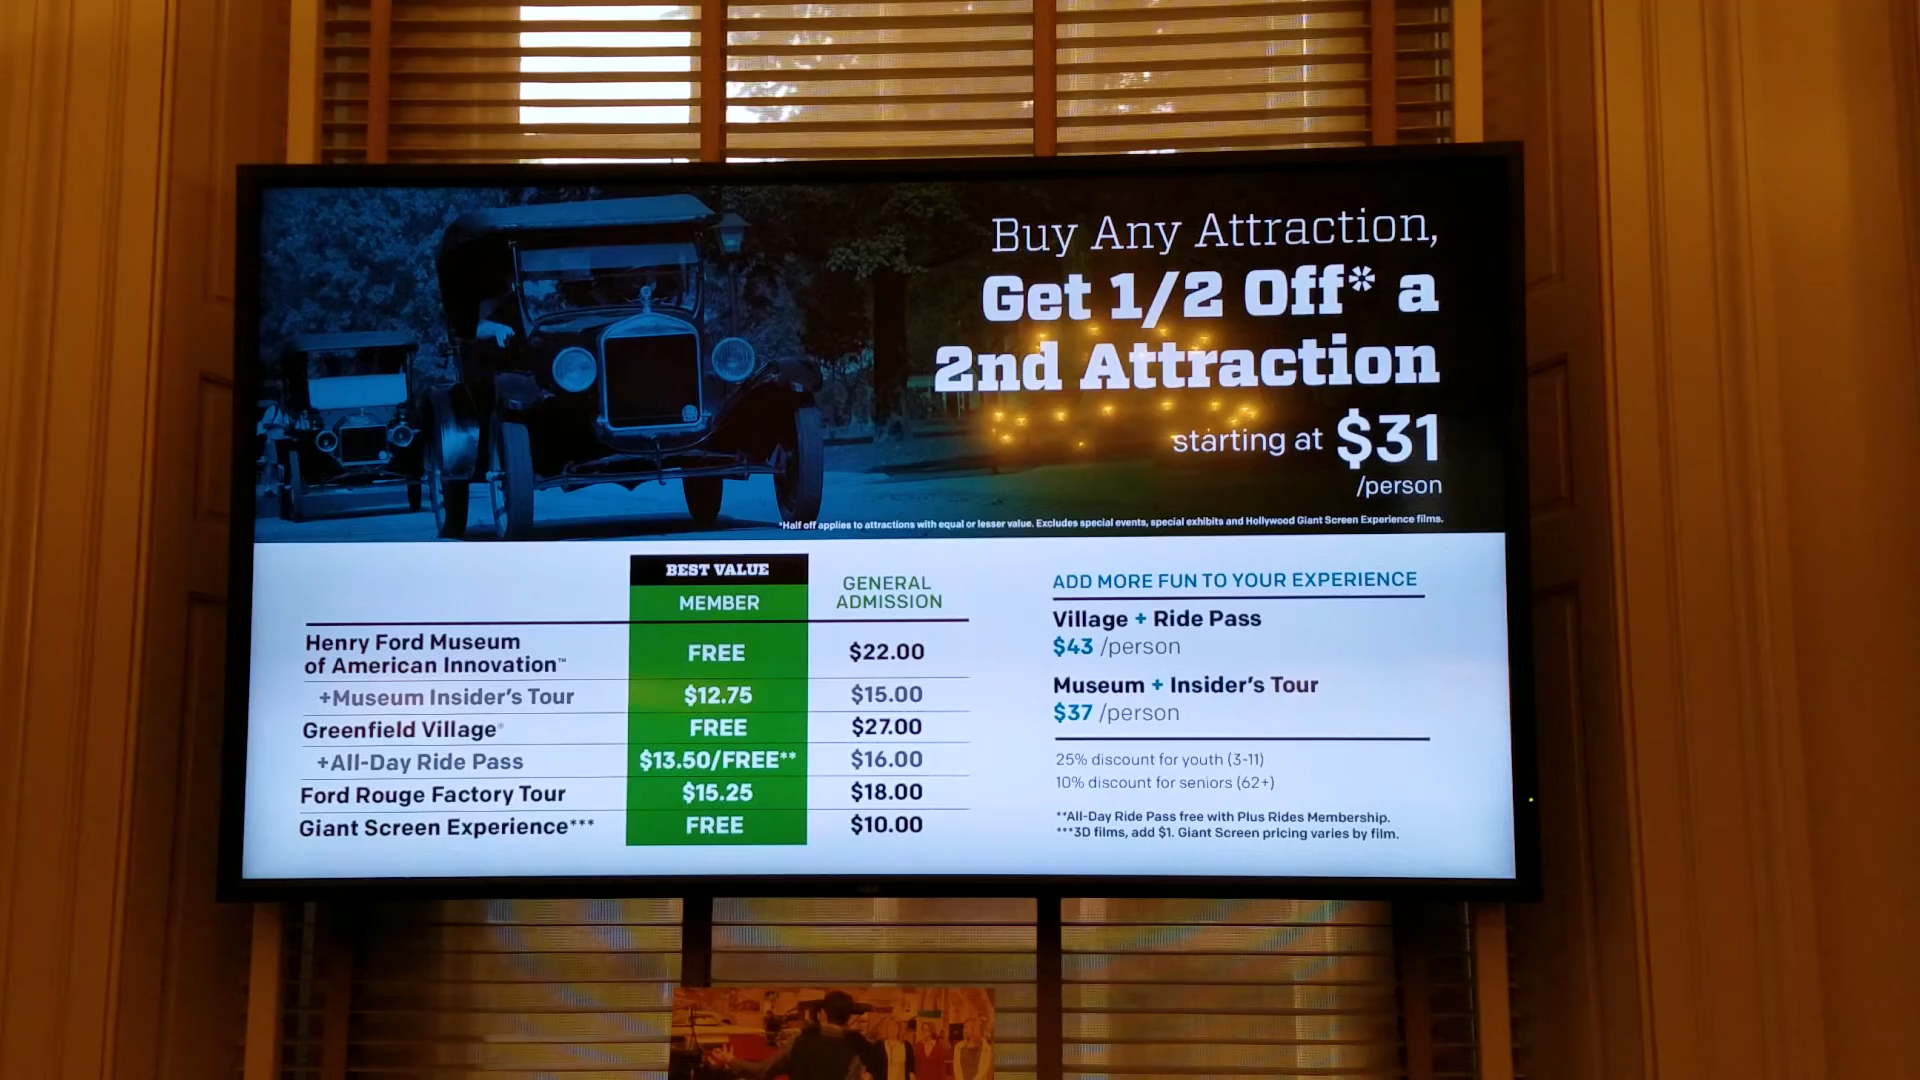 Buy Any Attraction,
Get 1/2 Off* a
2nd Attraction
starting at $31
/person
*Half off applies to attractions with equal or lesser value. Excludes special events, special exhibits and Hollywood Giant Screen Experience films.
BEST VALUE
MEMBER
GENERAL
ADMISSION
Henry Ford Museum
of American Innovation™
FREE
$22.00
+Museum Insider's Tour
$12.75
$15.00
Greenfield Village®
FREE
$27.00
+All-Day Ride Pass
$13.50/FREE**
$16.00
Ford Rouge Factory Tour
$15.25
$18.00
Giant Screen Experience***
FREE
$10.00
ADD MORE FUN TO YOUR EXPERIENCE
Village + Ride Pass
$43 /person
Museum + Insider's Tour
$37 /person
25% discount for youth (3-11)
10% discount for seniors (62+)
**All-Day Ride Pass free with Plus Rides Membership.
***3D films, add $1. Giant Screen pricing varies by film.